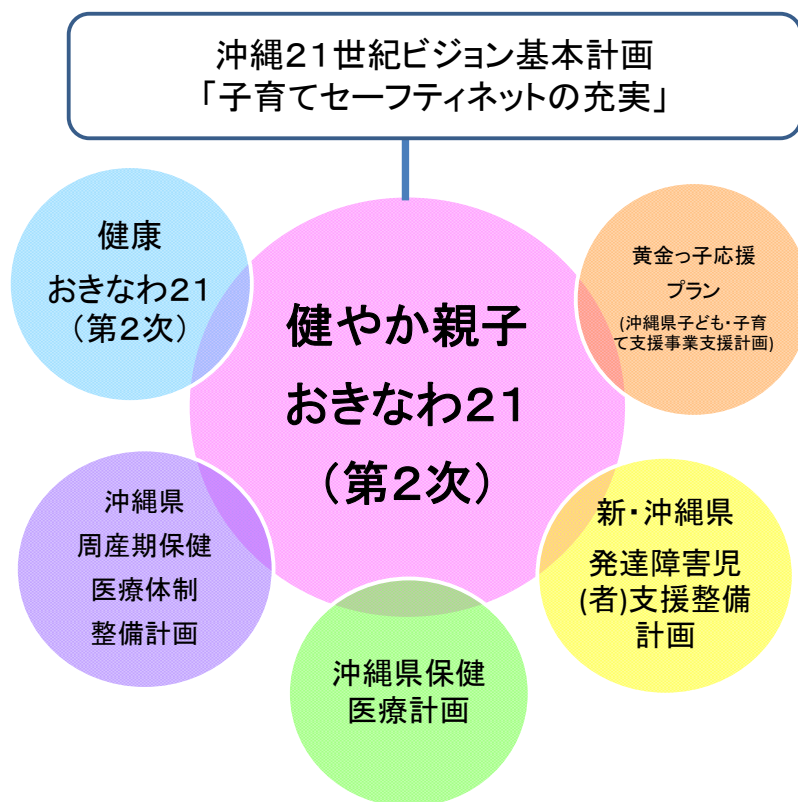 沖縄21世紀ビジョン基本計画
「子育てセーフティネットの充実」
健康
おきなわ21
（第2次）
健やか親子
おきなわ21
（第2次）
黄金っ子応援
プラン
(沖縄県子ども・子育
て支援事業支援計画)
沖縄県
周産期保健
医療体制
整備計画
新・沖縄県
発達障害児
(者)支援整備
計画
沖縄県保健
医療計画